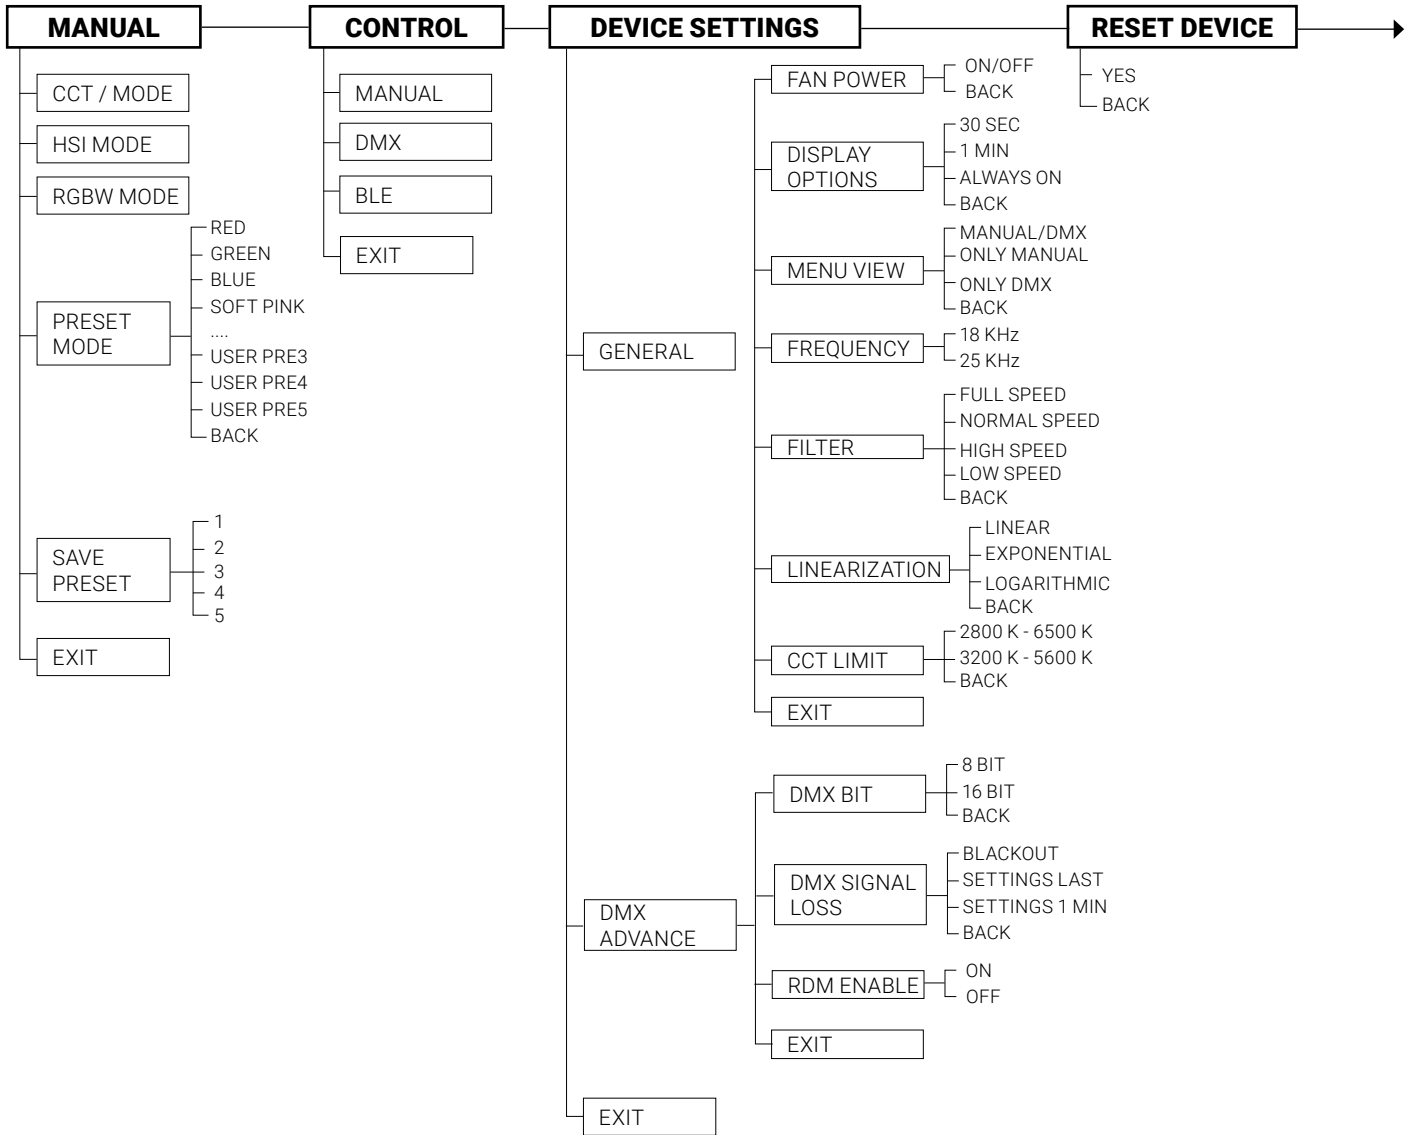 MANUAL
CCT / MODE
HSI MODE
RGBW MODE
PRESET
MODE
RED
GREEN
BLUE
SOFT PINK
....
USER PRE3
USER PRE4
USER PRE5
BACK
SAVE
PRESET
1
2
3
4
5
EXIT
CONTROL
MANUAL
DMX
BLE
EXIT
DEVICE SETTINGS
GENERAL
FAN POWER
ON/OFF
BACK
DISPLAY
OPTIONS
30 SEC
1 MIN
ALWAYS ON
BACK
MENU VIEW
MANUAL/DMX
ONLY MANUAL
ONLY DMX
BACK
FREQUENCY
18 KHz
25 KHz
FILTER
FULL SPEED
NORMAL SPEED
HIGH SPEED
LOW SPEED
BACK
LINEARIZATION
LINEAR
EXPONENTIAL
LOGARITHMIC
BACK
CCT LIMIT
2800 K - 6500 K
3200 K - 5600 K
BACK
EXIT
DMX
ADVANCE
DMX BIT
8 BIT
16 BIT
BACK
DMX SIGNAL
LOSS
BLACKOUT
SETTINGS LAST
SETTINGS 1 MIN
BACK
RDM ENABLE
ON
OFF
EXIT
EXIT
RESET DEVICE
YES
BACK